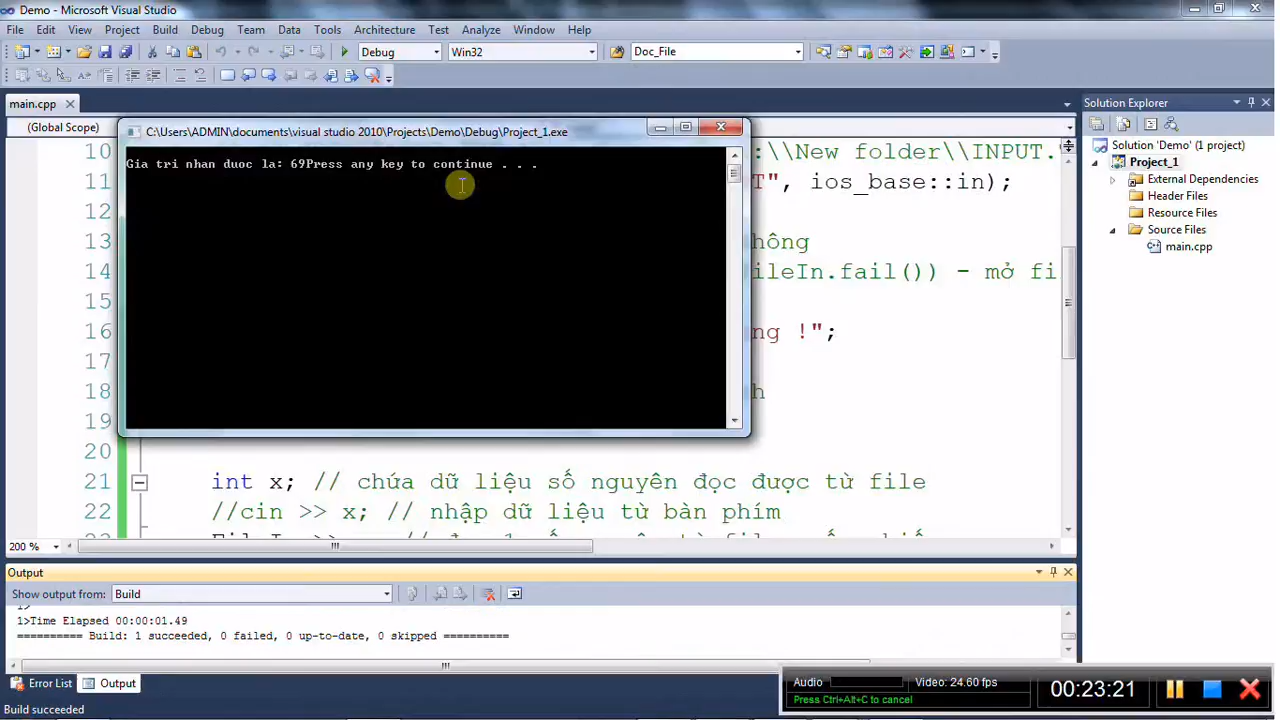 Demo - Microsoft Visual Studio
File Edit View Project Build Debug Team Data Tools Architecture Test Analyze Window Help
Debug Win32 Doc_File
main.cpp
Solution Explorer
(Global Scope)
C:\Users\ADMIN\documents\visual studio 2010\Projects\Demo\Debug\Project_1.exe
Gia tri nhan duoc la: 69Press any key to continue . . .
Solution 'Demo' (1 project)
Project_1
External Dependencies
Header Files
Resource Files
Source Files
main.cpp
10 :\\New folder\\INPUT.
11 T", ios_base::in);
12
13 hông
14 ileIn.fail()) - mở fi
15
16 ng !";
17
18 h
19
20
21 int x; // chứa dữ liệu số nguyên đọc được từ file
22 //cin >> x; // nhập dữ liệu từ bàn phím
200 %
Output
Show output from: Build
1>Time Elapsed 00:00:01.49
========== Build: 1 succeeded, 0 failed, 0 up-to-date, 0 skipped ==========
Error List Output
Build succeeded
Audio Video: 24.60 fps
Press Ctrl+Alt+C to cancel
00:23:21